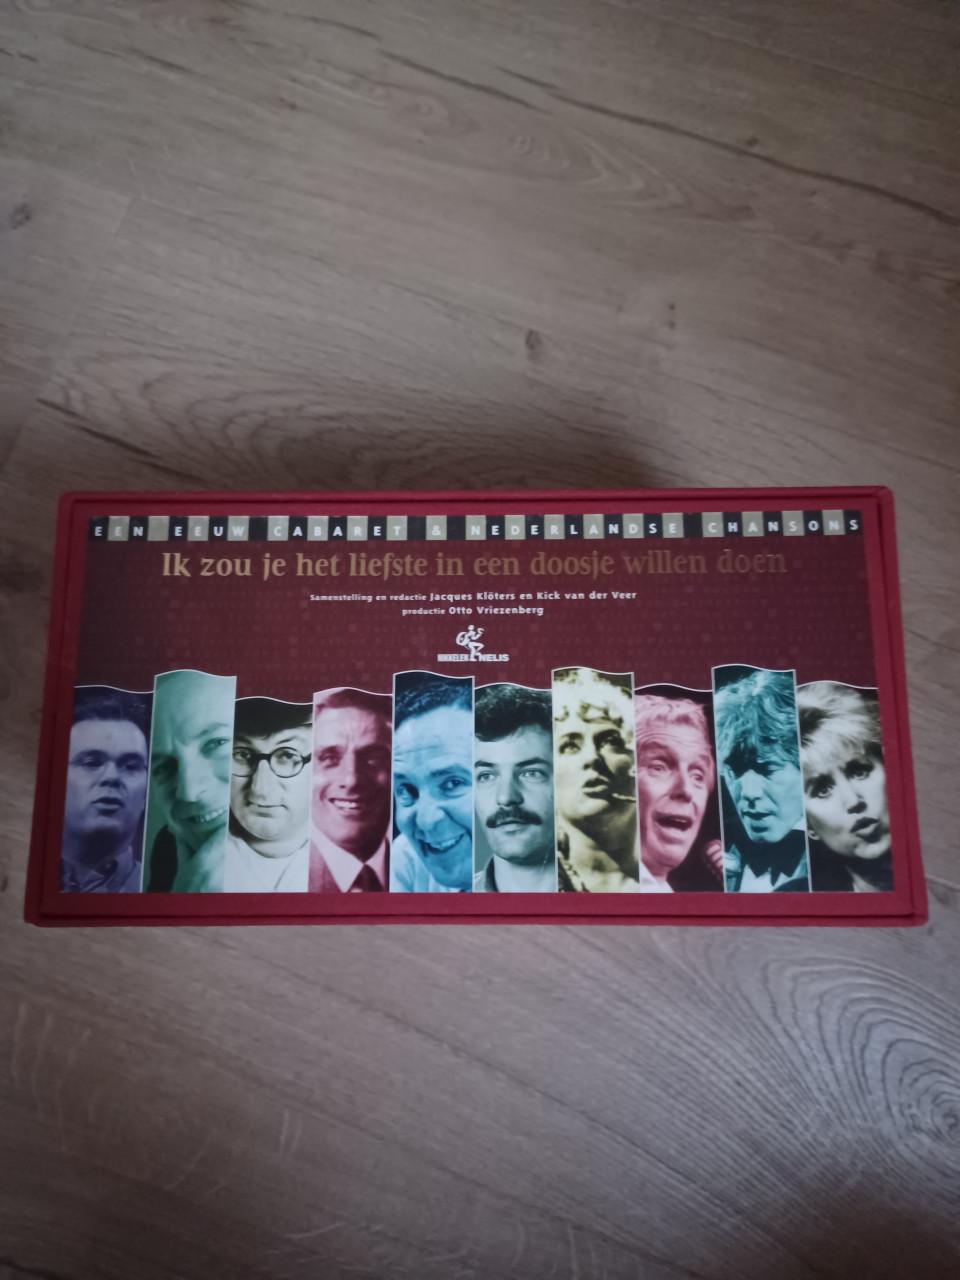 EEN EEUW CABARET & NEDERLANDSE CHANSONS
Ik zou je het liefste in een doosje willen doen
Samenstelling en redactie Jacques Klöters en Kick van der Veer
productie Otto Vriezenberg
NELIS